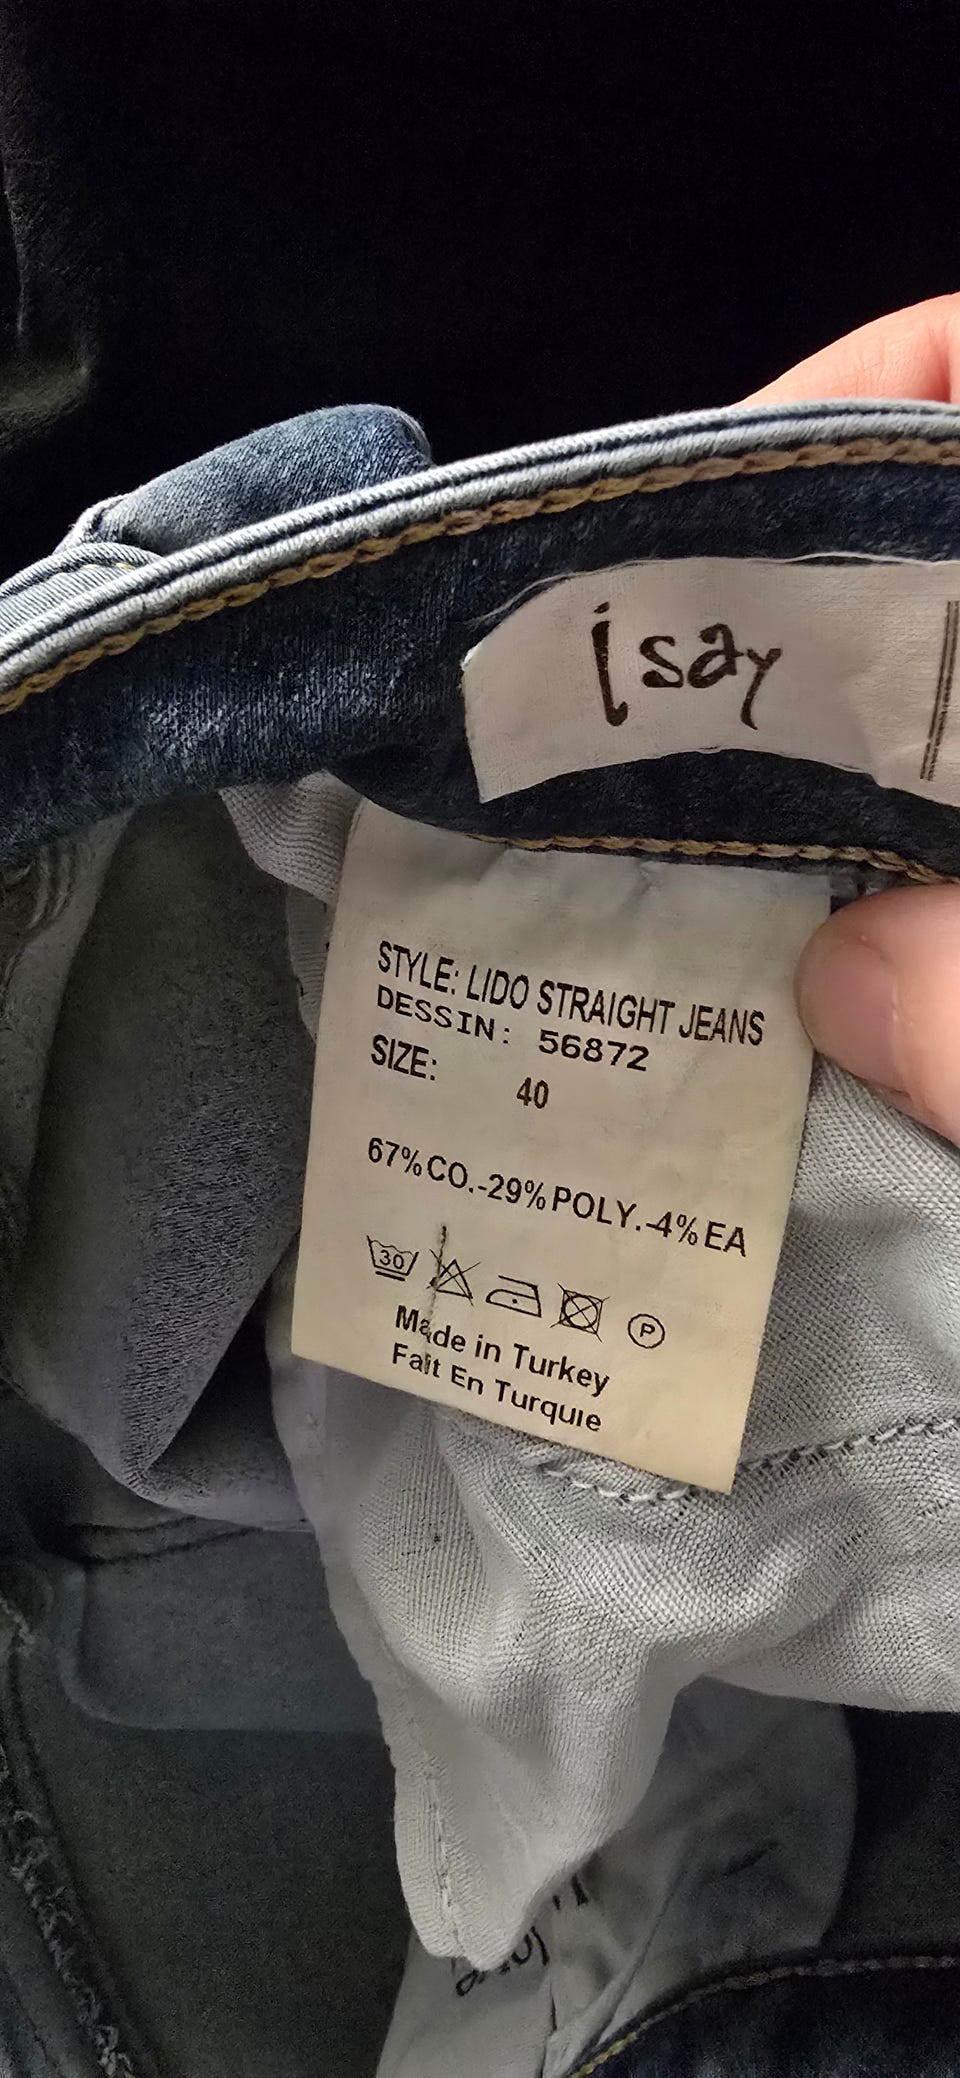 i say
STYLE: LIDO STRAIGHT JEANS
DESSIN: 56872
SIZE: 40
67%CO.-29%POLY.-4%EA
30
P
Made in Turkey
Fait En Turquie